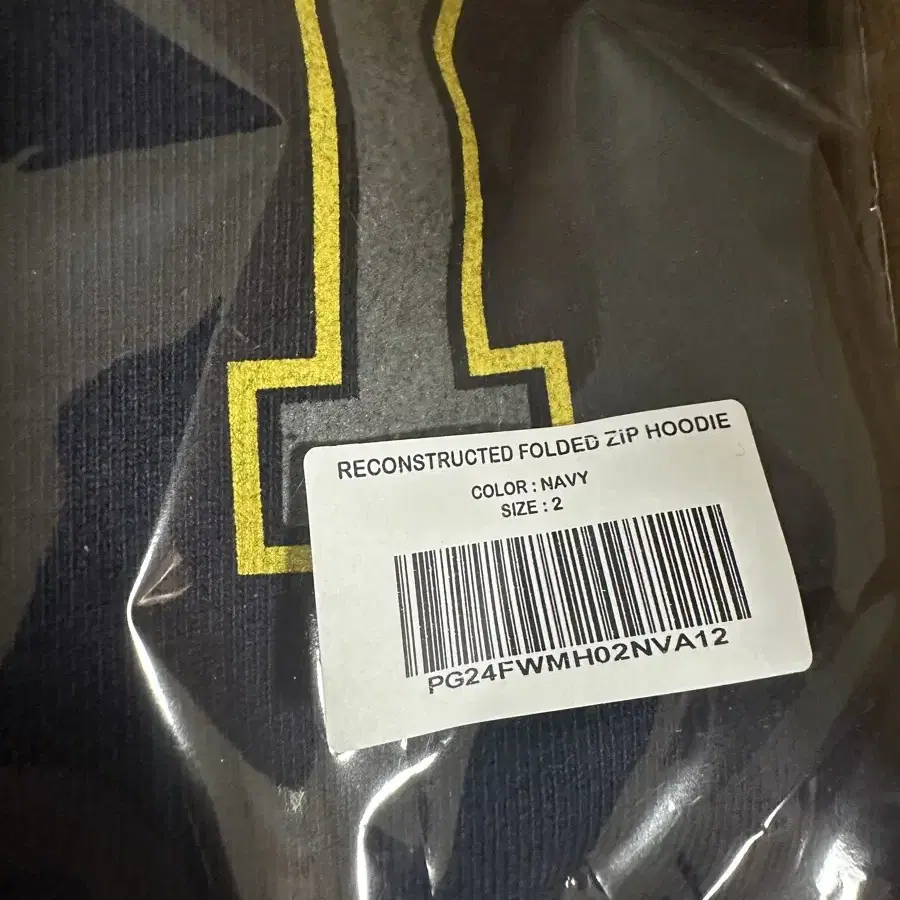 RECONSTRUCTED FOLDED ZIP HOODIE
COLOR : NAVY
SIZE : 2
PG24FWMH02NVA12